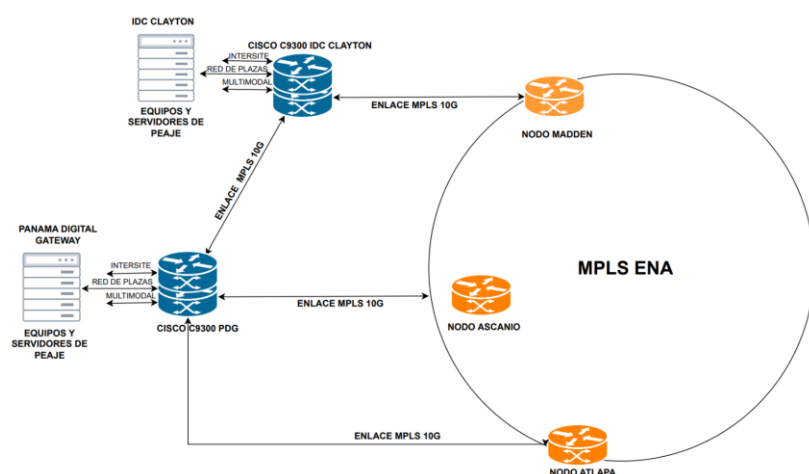 IDC CLAYTON
CISCO C9300 IDC CLAYTON
INTERSITE
RED DE PLAZAS
MULTIMODAL
EQUIPOS Y
SERVIDORES DE
PEAJE
ENLACE MPLS 10G
NODO MADDEN
ENLACE MPLS 10G
PANAMA DIGITAL
GATEWAY
INTERSITE
RED DE PLAZAS
MULTIMODAL
EQUIPOS Y
SERVIDORES DE
PEAJE
CISCO C9300 PDG
ENLACE MPLS 10G
MPLS ENA
NODO ASCANIO
ENLACE MPLS 10G
NODO ATLAPA